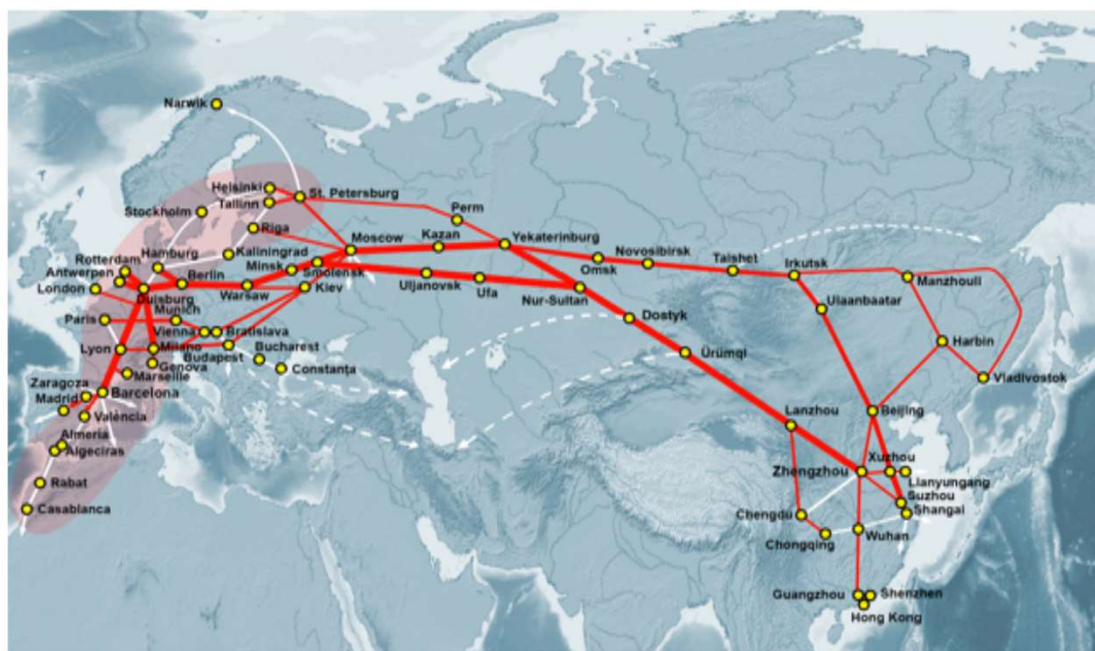 Narwik
Helsinki
St. Petersburg
Tallinn
Stockholm
Perm
Riga
Moscow
Kazan
Yekaterinburg
Novosibirsk
Taishet
Irkutsk
Hamburg
Kaliningrad
Rotterdam
Minsk
Smolensk
Omsk
Manzhouli
Antwerpen
Berlin
London
Duisburg
Warsaw
Kiev
Uljanovsk
Ufa
Nur-Sultan
Ulaanbaatar
Munich
Paris
Vienna
Bratislava
Dostyk
Harbin
Lyon
Milano
Budapest
Bucharest
Ürümqi
Genova
Constanța
Marseille
Vladivostok
Zaragoza
Madrid
Barcelona
València
Lanzhou
Beijing
Almeria
Algeciras
Xuzhou
Zhengzhou
Lianyungang
Rabat
Suzhou
Casablanca
Chengdu
Shangai
Chongqing
Wuhan
Guangzhou
Shenzhen
Hong Kong